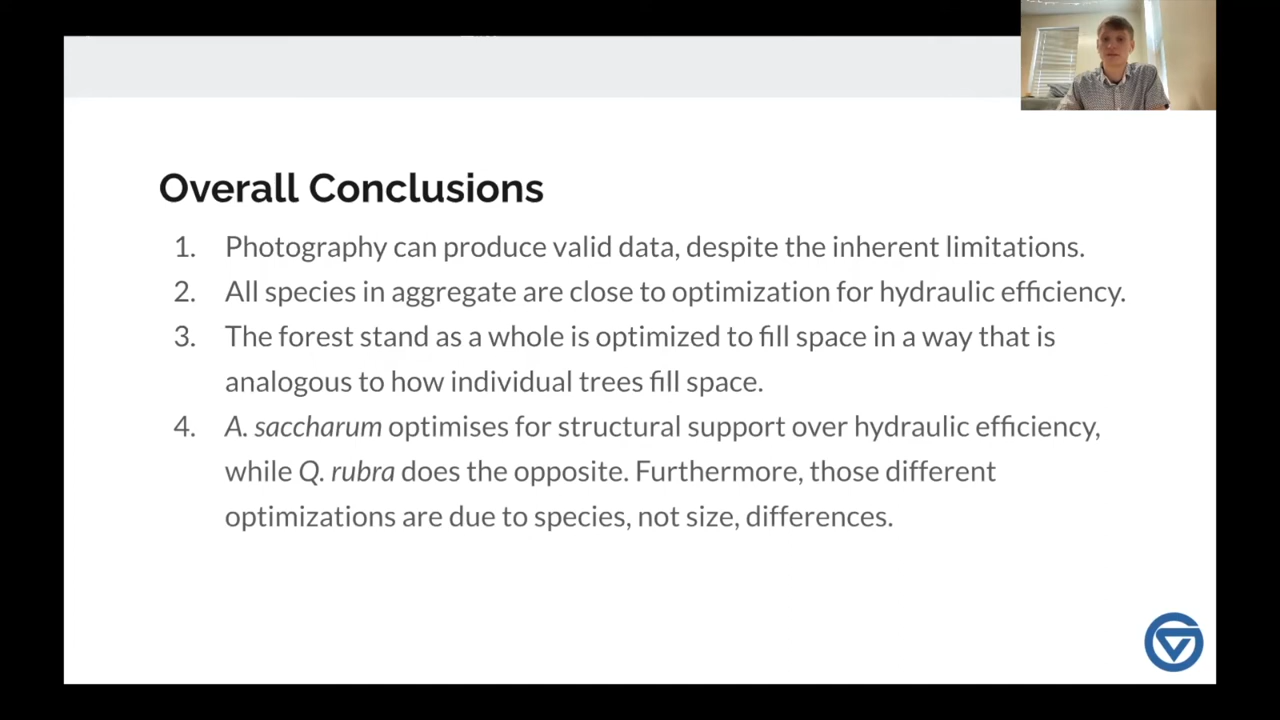 Overall Conclusions
1. Photography can produce valid data, despite the inherent limitations.
2. All species in aggregate are close to optimization for hydraulic efficiency.
3. The forest stand as a whole is optimized to fill space in a way that is
analogous to how individual trees fill space.
4. A. saccharum optimises for structural support over hydraulic efficiency,
while Q. rubra does the opposite. Furthermore, those different
optimizations are due to species, not size, differences.